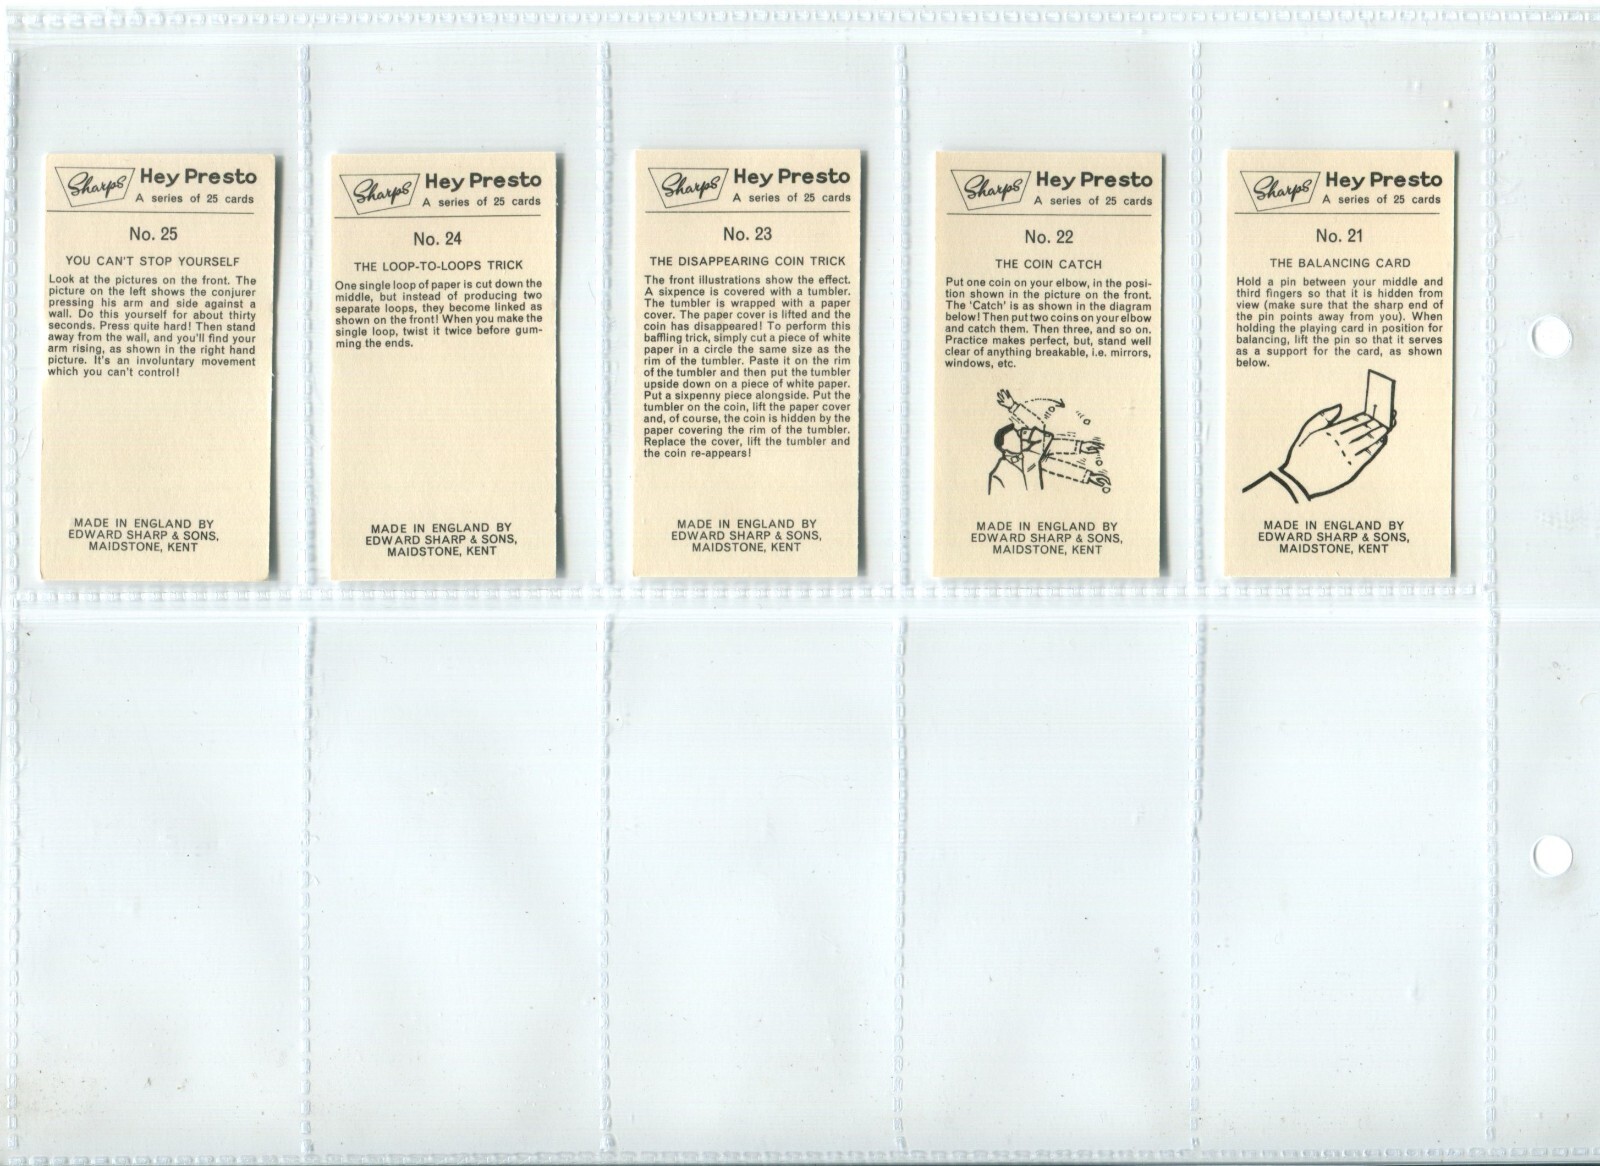 Sharps
Hey Presto
A series of 25 cards
No. 25
YOU CAN'T STOP YOURSELF
Look at the pictures on the front. The
picture on the left shows the conjurer
pressing his arm and side against a
wall. Do this yourself for about thirty
seconds. Press quite hard! Then stand
away from the wall, and you'll find your
arm rising, as shown in the right hand
picture. It's an involuntary movement
which you can't control!
MADE IN ENGLAND BY
EDWARD SHARP & SONS,
MAIDSTONE, KENT
Sharps
Hey Presto
A series of 25 cards
No. 24
THE LOOP-TO-LOOPS TRICK
One single loop of paper is cut down the
middle, but instead of producing two
separate loops, they become linked as
shown on the front! When you make the
single loop, twist it twice before gum-
ming the ends.
MADE IN ENGLAND BY
EDWARD SHARP & SONS,
MAIDSTONE, KENT
Sharps
Hey Presto
A series of 25 cards
No. 23
THE DISAPPEARING COIN TRICK
The front illustrations show the effect.
A sixpence is covered with a tumbler.
The tumbler is wrapped with a paper
cover. The paper cover is lifted and the
coin has disappeared! To perform this
baffling trick, simply cut a piece of white
paper in a circle the same size as the
rim of the tumbler. Paste it on the rim
of the tumbler and then put the tumbler
upside down on a piece of white paper.
Put a sixpenny piece alongside. Put the
tumbler on the coin, lift the paper cover
and, of course, the coin is hidden by the
paper covering the rim of the tumbler.
Replace the cover, lift the tumbler and
the coin re-appears!
MADE IN ENGLAND BY
EDWARD SHARP & SONS,
MAIDSTONE, KENT
Sharps
Hey Presto
A series of 25 cards
No. 22
THE COIN CATCH
Put one coin on your elbow, in the posi-
tion shown in the picture on the front.
The 'Catch' is as shown in the diagram
below! Then put two coins on your elbow
and catch them. Then three, and so on.
Practice makes perfect, but, stand well
clear of anything breakable, i.e. mirrors,
windows, etc.
MADE IN ENGLAND BY
EDWARD SHARP & SONS,
MAIDSTONE, KENT
Sharps
Hey Presto
A series of 25 cards
No. 21
THE BALANCING CARD
Hold a pin between your middle and
third fingers so that it is hidden from
view (make sure that the sharp end of
the pin points away from you). When
holding the playing card in position for
balancing, lift the pin so that it serves
as a support for the card, as shown
below.
MADE IN ENGLAND BY
EDWARD SHARP & SONS,
MAIDSTONE, KENT